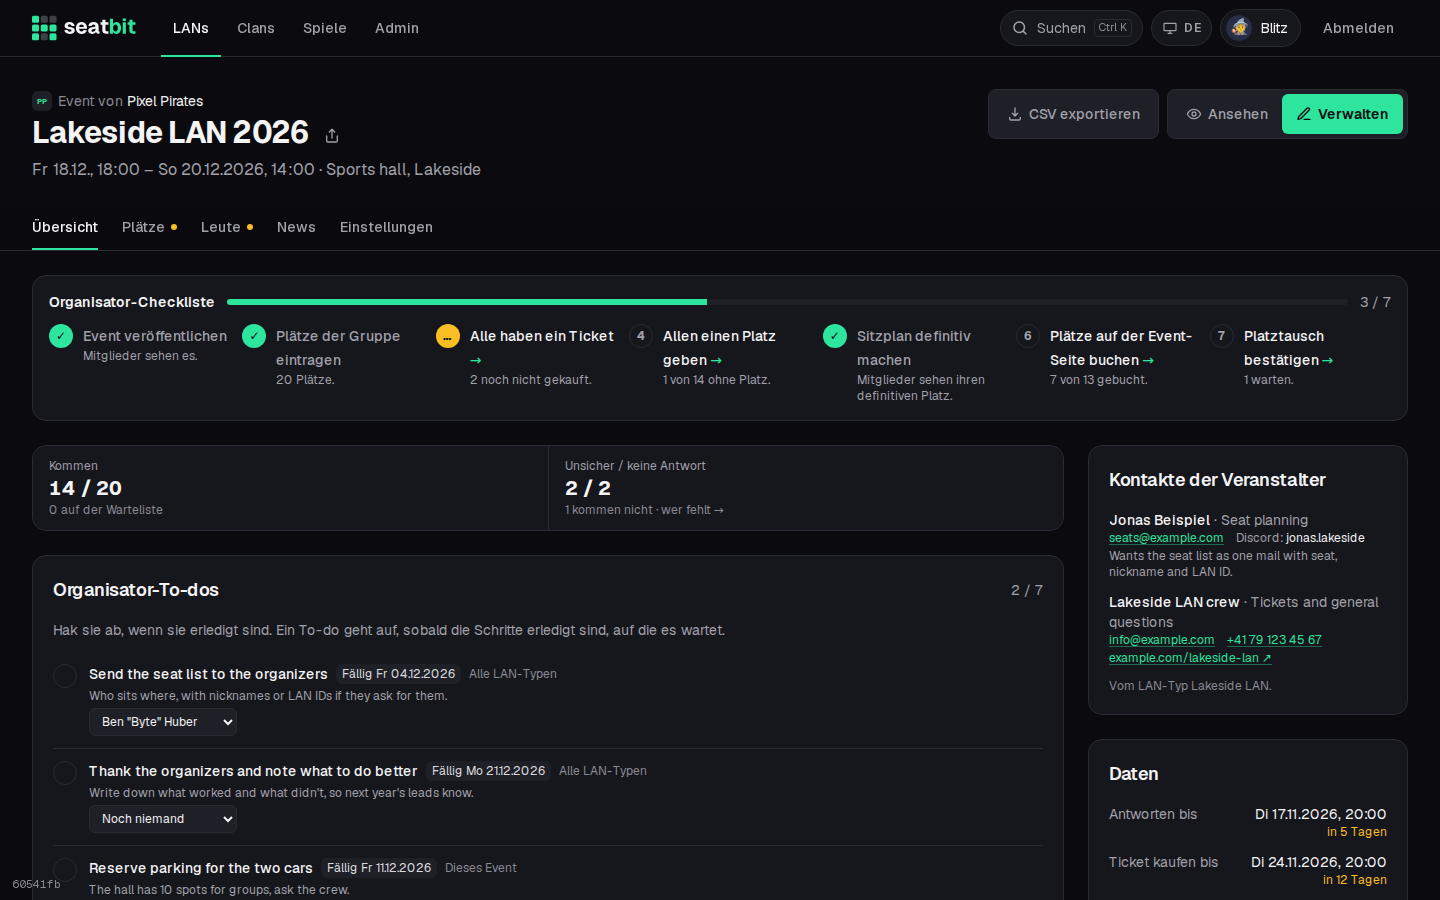 seatbit LANs Clans Spiele Admin Suchen Ctrl K DE Blitz Abmelden
PP Event von Pixel Pirates
Lakeside LAN 2026
Fr 18.12., 18:00 – So 20.12.2026, 14:00 · Sports hall, Lakeside
CSV exportieren Ansehen Verwalten
Übersicht Plätze Leute News Einstellungen
Organisator-Checkliste 3 / 7
✓ Event veröffentlichen
Mitglieder sehen es.
✓ Plätze der Gruppe
eintragen
20 Plätze.
… Alle haben ein Ticket
→
2 noch nicht gekauft.
4 Allen einen Platz
geben →
1 von 14 ohne Platz.
✓ Sitzplan definitiv
machen
Mitglieder sehen ihren
definitiven Platz.
6 Plätze auf der Event-
Seite buchen →
7 von 13 gebucht.
7 Platztausch
bestätigen →
1 warten.
Kommen
14 / 20
0 auf der Warteliste
Unsicher / keine Antwort
2 / 2
1 kommen nicht · wer fehlt →
Organisator-To-dos 2 / 7
Hak sie ab, wenn sie erledigt sind. Ein To-do geht auf, sobald die Schritte erledigt sind, auf die es wartet.
Send the seat list to the organizers Fällig Fr 04.12.2026 Alle LAN-Typen
Who sits where, with nicknames or LAN IDs if they ask for them.
Ben "Byte" Huber
Thank the organizers and note what to do better Fällig Mo 21.12.2026 Alle LAN-Typen
Write down what worked and what didn't, so next year's leads know.
Noch niemand
Reserve parking for the two cars Fällig Fr 11.12.2026 Dieses Event
The hall has 10 spots for groups, ask the crew.
60541fb
Kontakte der Veranstalter
Jonas Beispiel · Seat planning
seats@example.com Discord: jonas.lakeside
Wants the seat list as one mail with seat,
nickname and LAN ID.
Lakeside LAN crew · Tickets and general
questions
info@example.com +41 79 123 45 67
example.com/lakeside-lan ↗
Vom LAN-Typ Lakeside LAN.
Daten
Antworten bis Di 17.11.2026, 20:00
in 5 Tagen
Ticket kaufen bis Di 24.11.2026, 20:00
in 12 Tagen